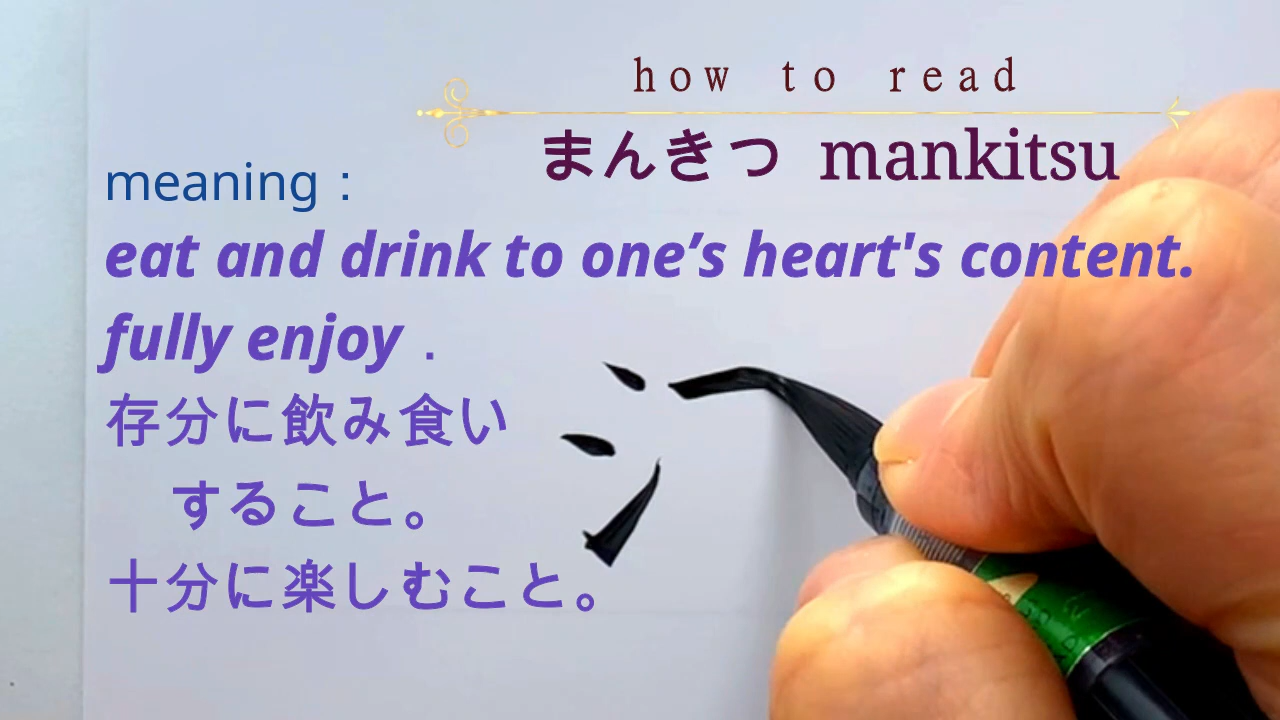 how to read
まんきつ mankitsu
meaning：
eat and drink to one’s heart's content.
fully enjoy．
存分に飲み食い
すること。
十分に楽しむこと。